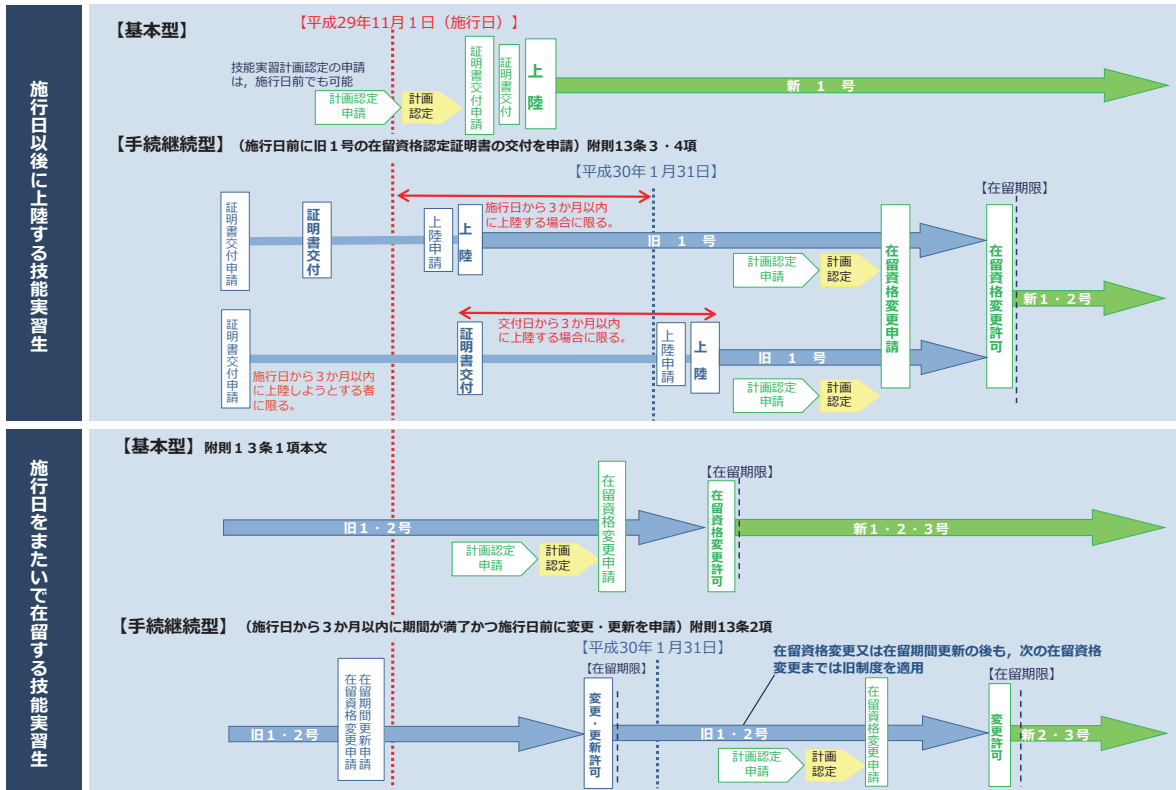 施行日以後に上陸する技能実習生
【基本型】
【平成29年11月1日（施行日）】
技能実習計画認定の申請
は，施行日前でも可能
計画認定
申請
計画
認定
証明書交付申請
証明書交付
上陸
新1号
【手続継続型】（施行日前に旧1号の在留資格認定証明書の交付を申請）附則13条3・4項
【平成30年1月31日】
【在留期限】
証明書交付申請
証明書交付
上陸申請
上陸
施行日から３か月以内
に上陸する場合に限る。
旧1号
計画認定
申請
計画
認定
在留資格変更申請
在留資格変更許可
新1・2号
証明書交付申請
施行日から３か月以内
に上陸しようとする者
に限る。
証明書交付
交付日から３か月以内
に上陸する場合に限る。
上陸申請
上陸
旧1号
計画認定
申請
計画
認定
施行日をまたいで在留する技能実習生
【基本型】附則１３条１項本文
【在留期限】
旧1・2号
計画認定
申請
計画
認定
在留資格変更申請
在留資格変更許可
新1・2・3号
【手続継続型】（施行日から３か月以内に期間が満了かつ施行日前に変更・更新を申請）附則13条2項
【平成30年1月31日】
在留資格変更又は在留期間更新の後も，次の在留資格
変更までは旧制度を適用
【在留期限】
【在留期限】
旧1・2号
在留期間更新申請
在留資格変更申請
変更・更新許可
旧1・2号
計画認定
申請
計画
認定
在留資格変更申請
変更許可
新2・3号